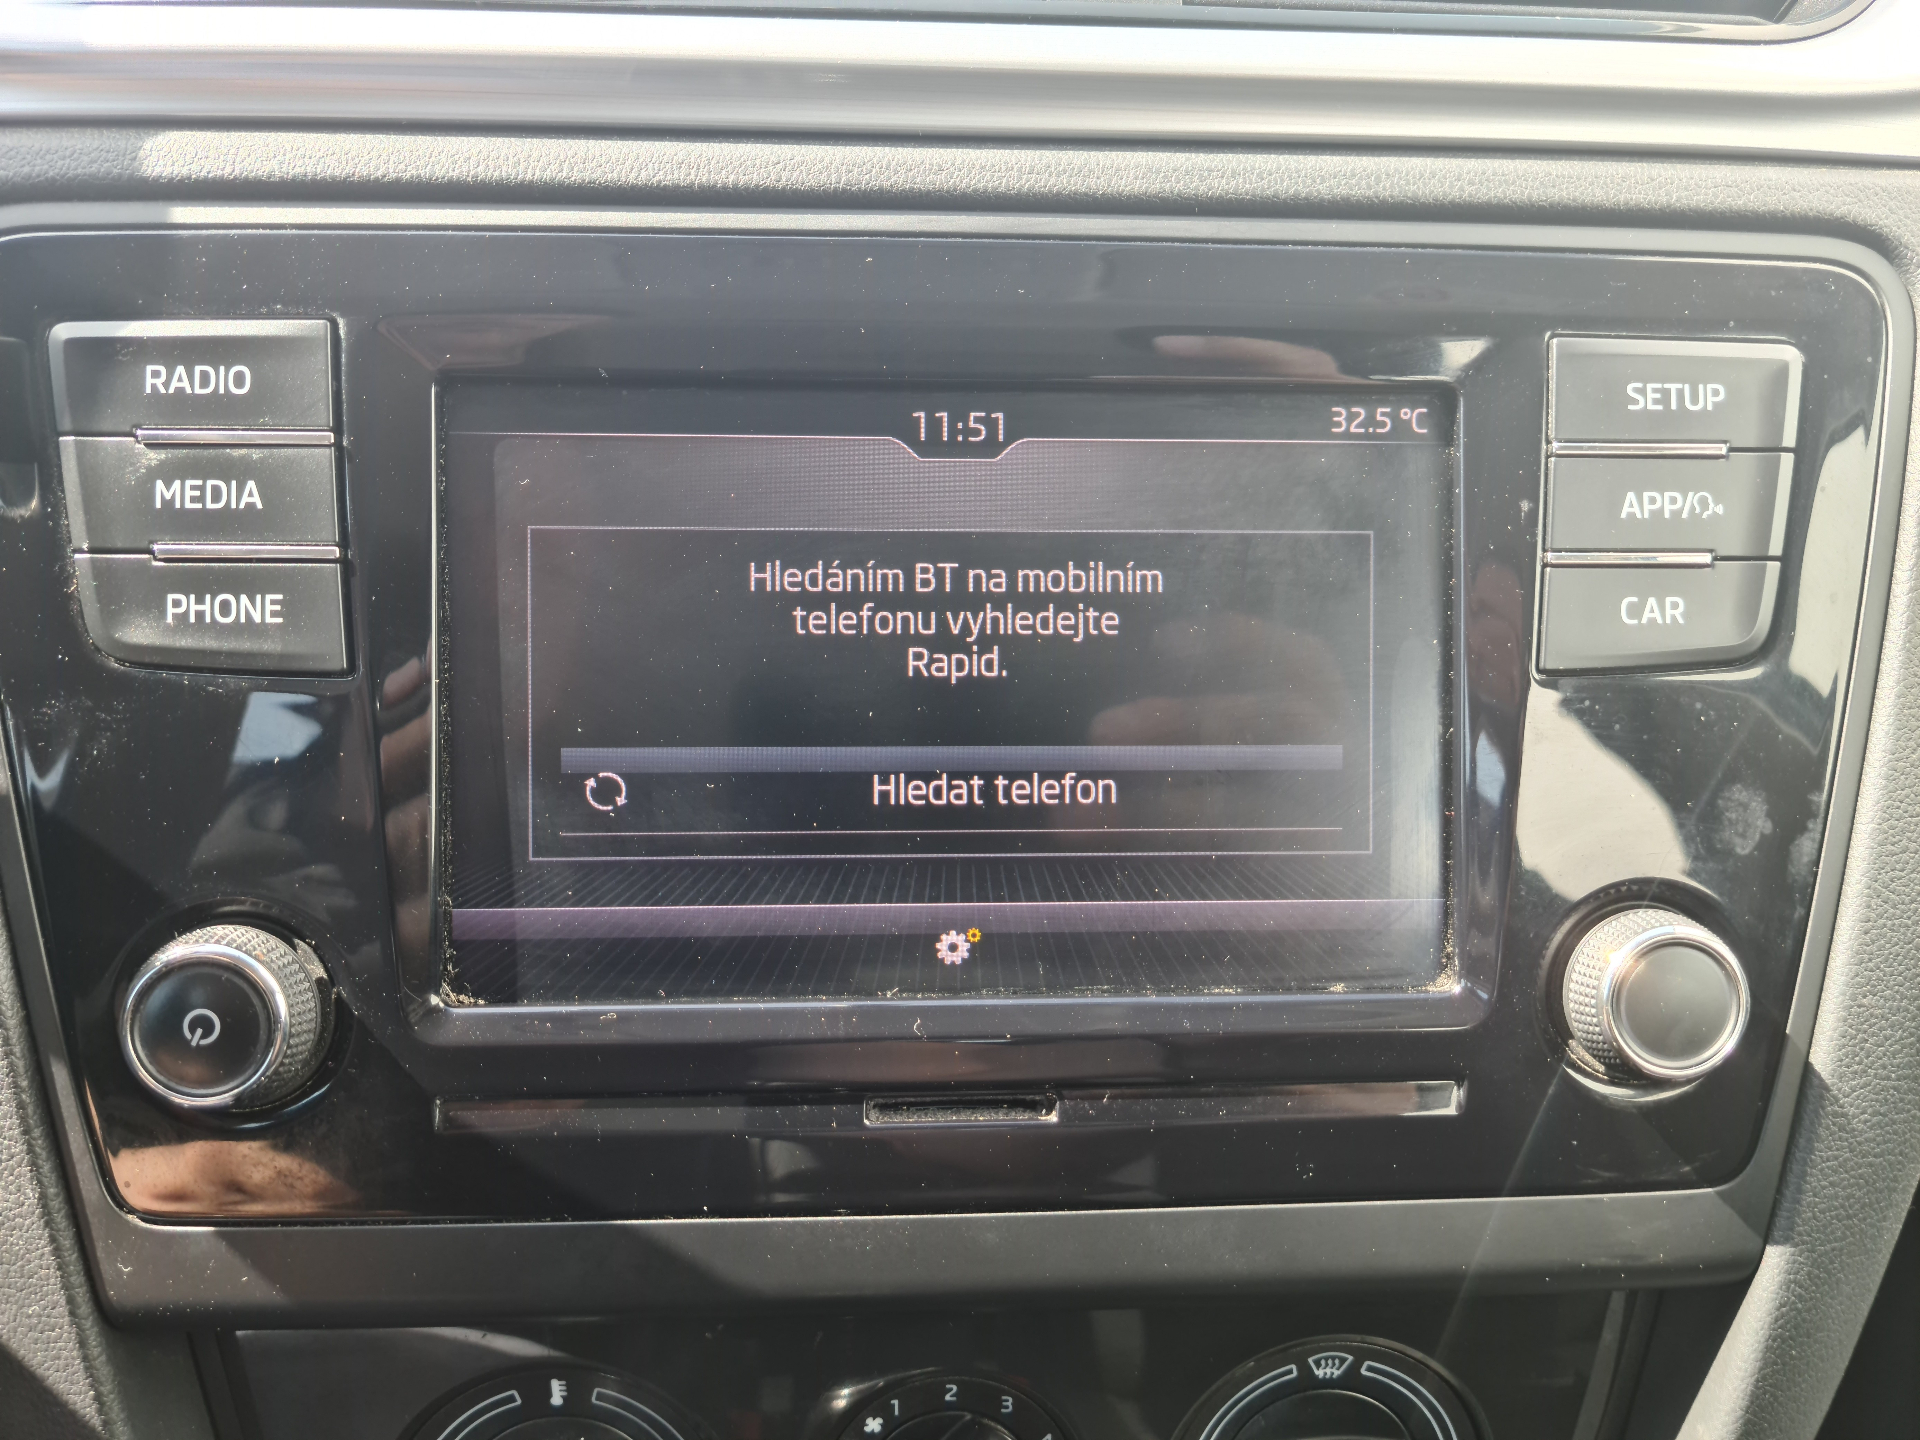 RADIO
MEDIA
PHONE
11:51
32.5 °C
Hledáním BT na mobilním
telefonu vyhledejte
Rapid.
Hledat telefon
SETUP
APP/
CAR
1 2 3